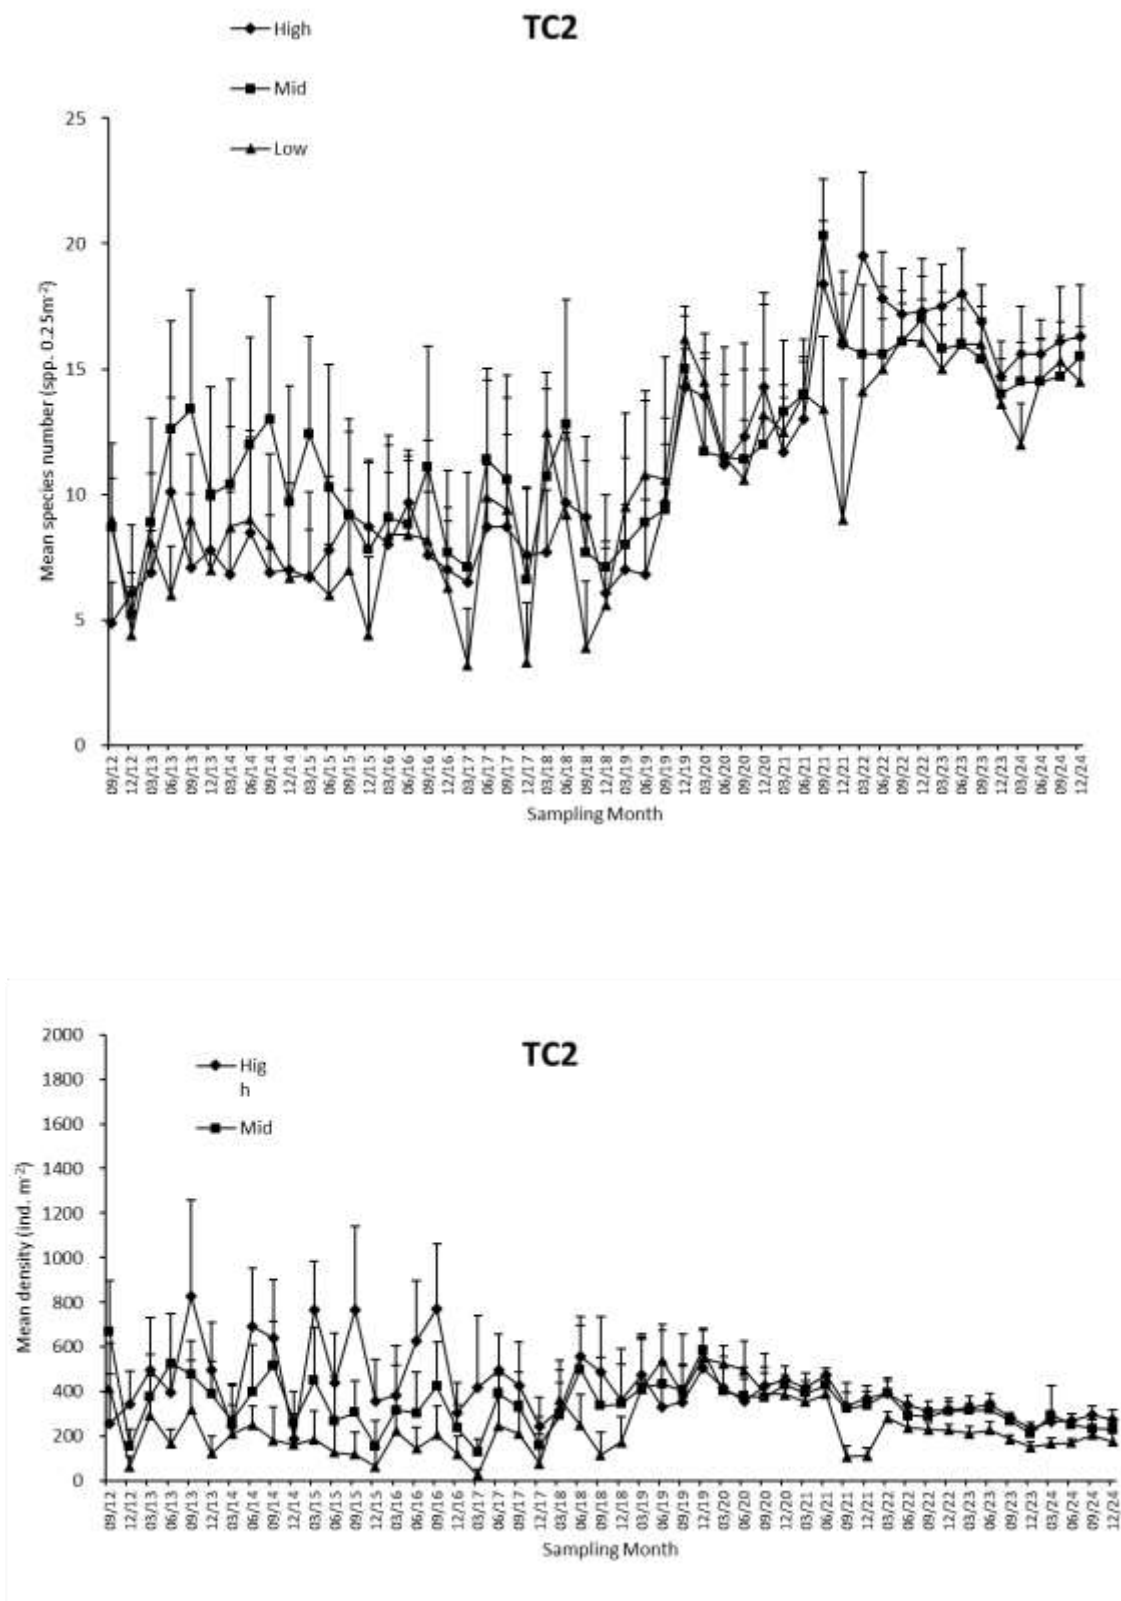 TC2
High
Mid
Low
25
20
15
10
5
0
Mean species number (spp. 0.25m-2)
09/12 12/12 03/13 06/13 09/13 12/13 03/14 06/14 09/14 12/14 03/15 06/15 09/15 12/15 03/16 06/16 09/16 12/16 03/17 06/17 09/17 12/17 03/18 06/18 09/18 12/18 03/19 06/19 09/19 12/19 03/20 06/20 09/20 12/20 03/21 06/21 09/21 12/21 03/22 06/22 09/22 12/22 03/23 06/23 09/23 12/23 03/24 06/24 09/24 12/24
Sampling Month
TC2
Hig
h
Mid
2000
1800
1600
1400
1200
1000
800
600
400
200
0
Mean density (ind. m-2)
09/12 12/12 03/13 06/13 09/13 12/13 03/14 06/14 09/14 12/14 03/15 06/15 09/15 12/15 03/16 06/16 09/16 12/16 03/17 06/17 09/17 12/17 03/18 06/18 09/18 12/18 03/19 06/19 09/19 12/19 03/20 06/20 09/20 12/20 03/21 06/21 09/21 12/21 03/22 06/22 09/22 12/22 03/23 06/23 09/23 12/23 03/24 06/24 09/24 12/24
Sampling Month